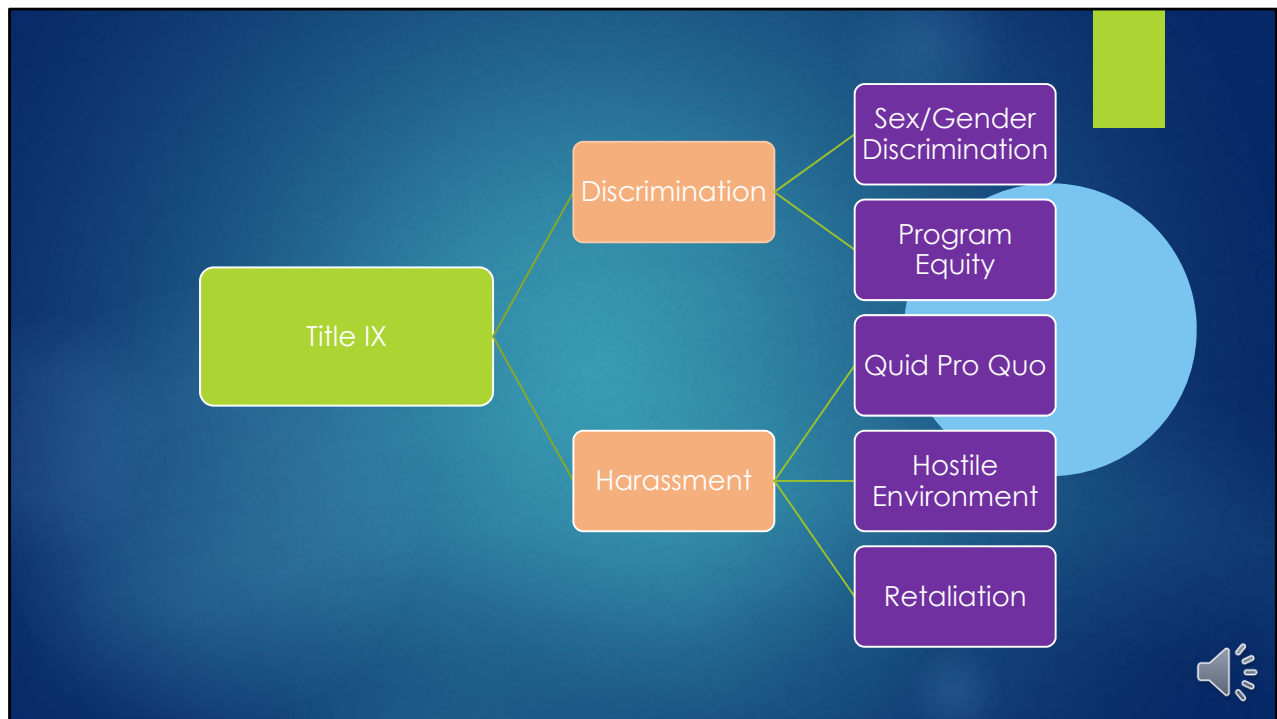 Title IX
Discrimination
Harassment
Sex/Gender
Discrimination
Program
Equity
Quid Pro Quo
Hostile
Environment
Retaliation